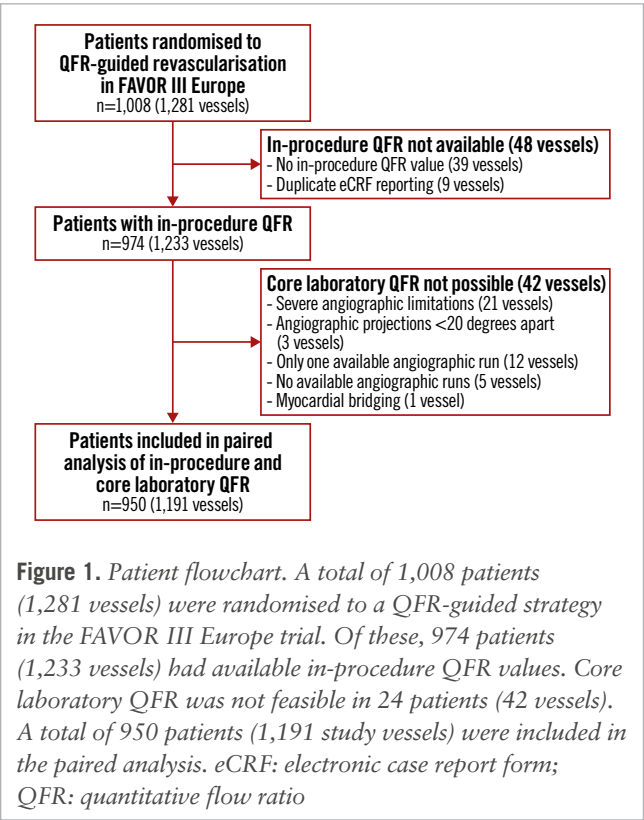 Patients randomised to
QFR-guided revascularisation
in FAVOR III Europe
n=1,008 (1,281 vessels)
In-procedure QFR not available (48 vessels)
- No in-procedure QFR value (39 vessels)
- Duplicate eCRF reporting (9 vessels)
Patients with in-procedure QFR
n=974 (1,233 vessels)
Core laboratory QFR not possible (42 vessels)
- Severe angiographic limitations (21 vessels)
- Angiographic projections <20 degrees apart
(3 vessels)
- Only one available angiographic run (12 vessels)
- No available angiographic runs (5 vessels)
- Myocardial bridging (1 vessel)
Patients included in paired
analysis of in-procedure and
core laboratory QFR
n=950 (1,191 vessels)
Figure 1. Patient flowchart. A total of 1,008 patients
(1,281 vessels) were randomised to a QFR-guided strategy
in the FAVOR III Europe trial. Of these, 974 patients
(1,233 vessels) had available in-procedure QFR values. Core
laboratory QFR was not feasible in 24 patients (42 vessels).
A total of 950 patients (1,191 study vessels) were included in
the paired analysis. eCRF: electronic case report form;
QFR: quantitative flow ratio